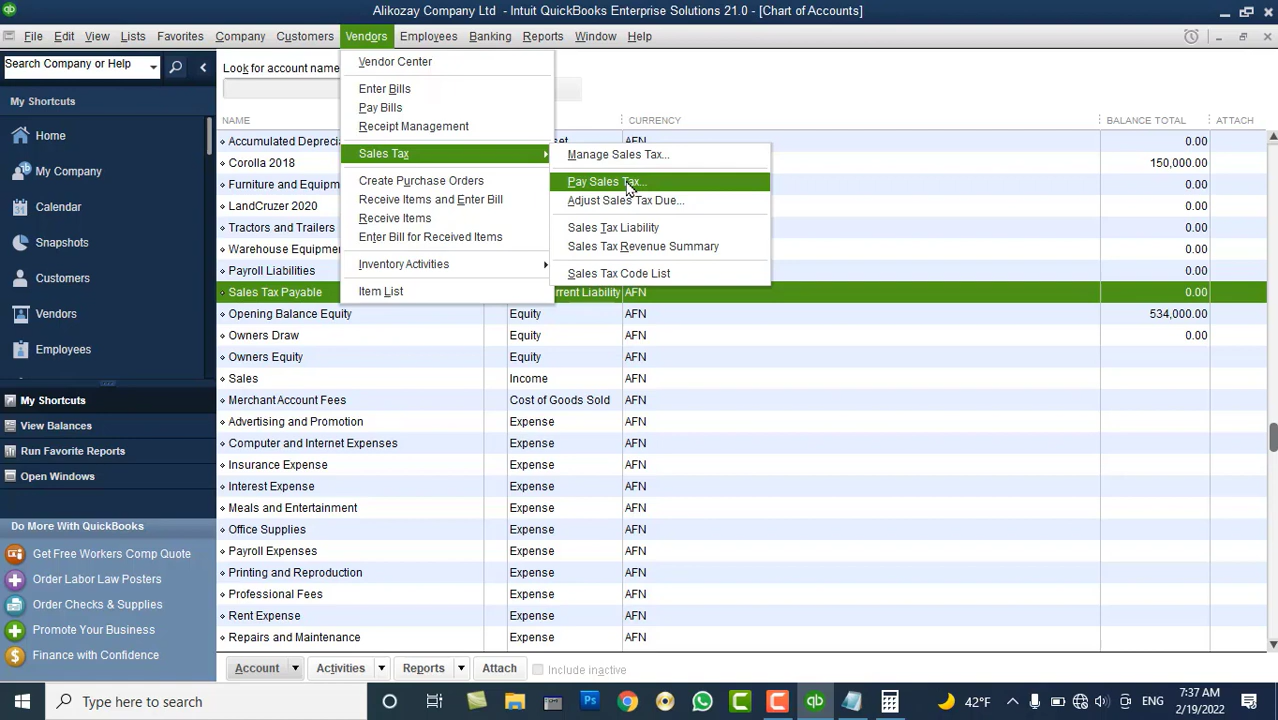 Alikozay Company Ltd - Intuit QuickBooks Enterprise Solutions 21.0 - [Chart of Accounts]
File Edit View Lists Favorites Company Customers Vendors Employees Banking Reports Window Help
Search Company or Help
My Shortcuts
Home
My Company
Calendar
Snapshots
Customers
Vendors
Employees
My Shortcuts
View Balances
Run Favorite Reports
Open Windows
Do More With QuickBooks
Get Free Workers Comp Quote
Order Labor Law Posters
Order Checks & Supplies
Promote Your Business
Finance with Confidence
Look for account name
Vendor Center
Enter Bills
Pay Bills
Receipt Management
Sales Tax
Create Purchase Orders
Receive Items and Enter Bill
Receive Items
Enter Bill for Received Items
Inventory Activities
Item List
Manage Sales Tax...
Pay Sales Tax...
Adjust Sales Tax Due...
Sales Tax Liability
Sales Tax Revenue Summary
Sales Tax Code List
NAME CURRENCY BALANCE TOTAL ATTACH
Accumulated Depreci set AFN 0.00
Corolla 2018 150,000.00
Furniture and Equipm 0.00
LandCruzer 2020 0.00
Tractors and Trailers 0.00
Warehouse Equipmen 0.00
Payroll Liabilities 0.00
Sales Tax Payable rrent Liability AFN 0.00
Opening Balance Equity Equity AFN 534,000.00
Owners Draw Equity AFN 0.00
Owners Equity Equity AFN
Sales Income AFN
Merchant Account Fees Cost of Goods Sold AFN
Advertising and Promotion Expense AFN
Computer and Internet Expenses Expense AFN
Insurance Expense Expense AFN
Interest Expense Expense AFN
Meals and Entertainment Expense AFN
Office Supplies Expense AFN
Payroll Expenses Expense AFN
Printing and Reproduction Expense AFN
Professional Fees Expense AFN
Rent Expense Expense AFN
Repairs and Maintenance Expense AFN
Account Activities Reports Attach Include inactive
Type here to search
Ps
qb
42°F
ENG
7:37 AM
2/19/2022